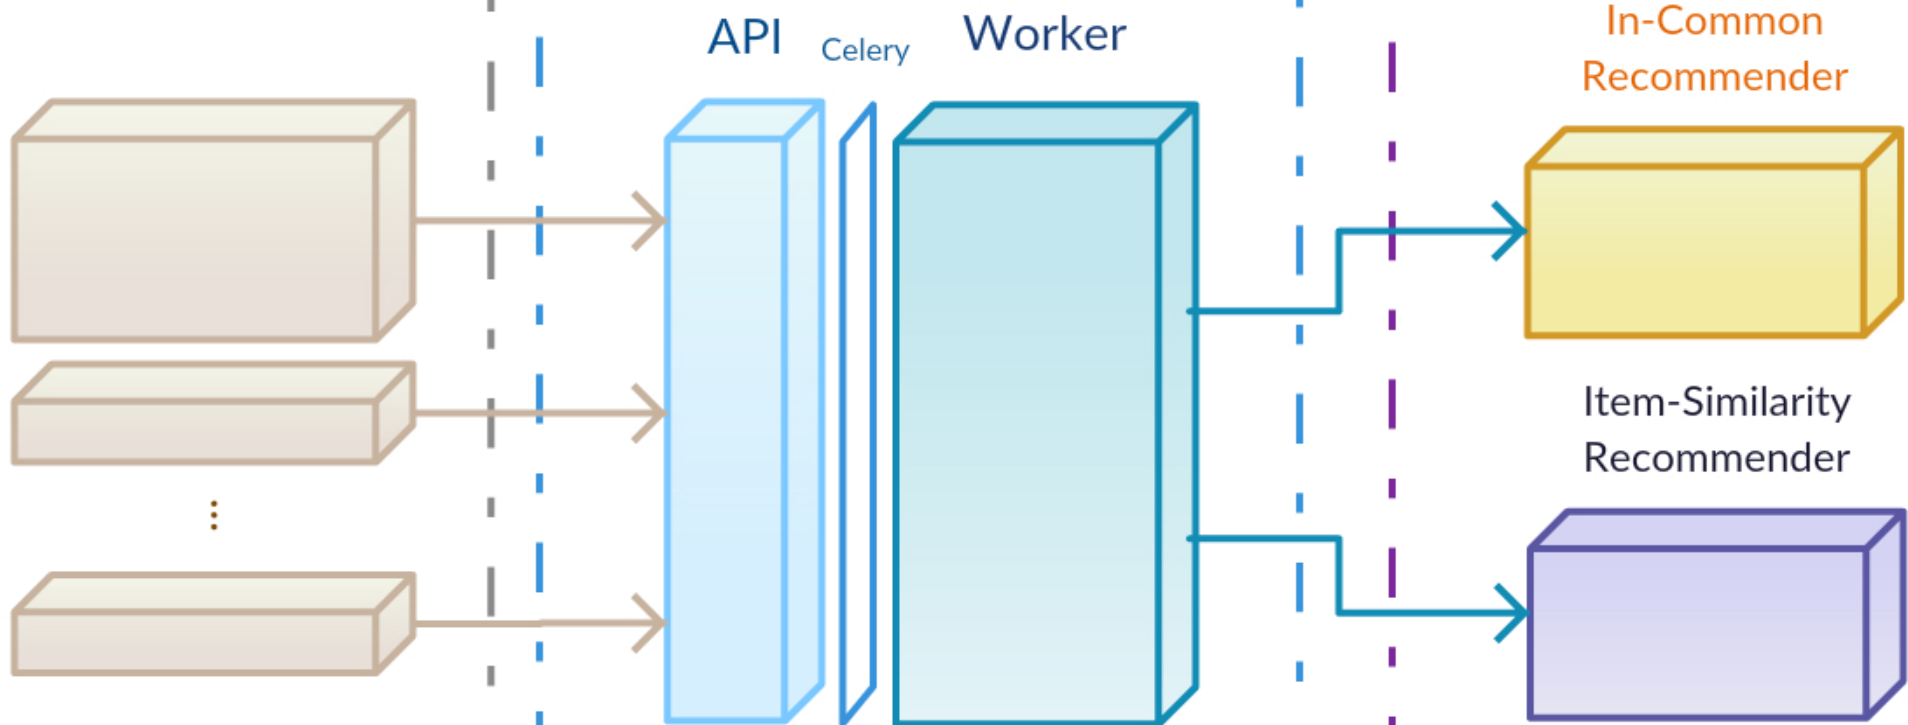 API
Celery
Worker
In-Common
Recommender
Item-Similarity
Recommender